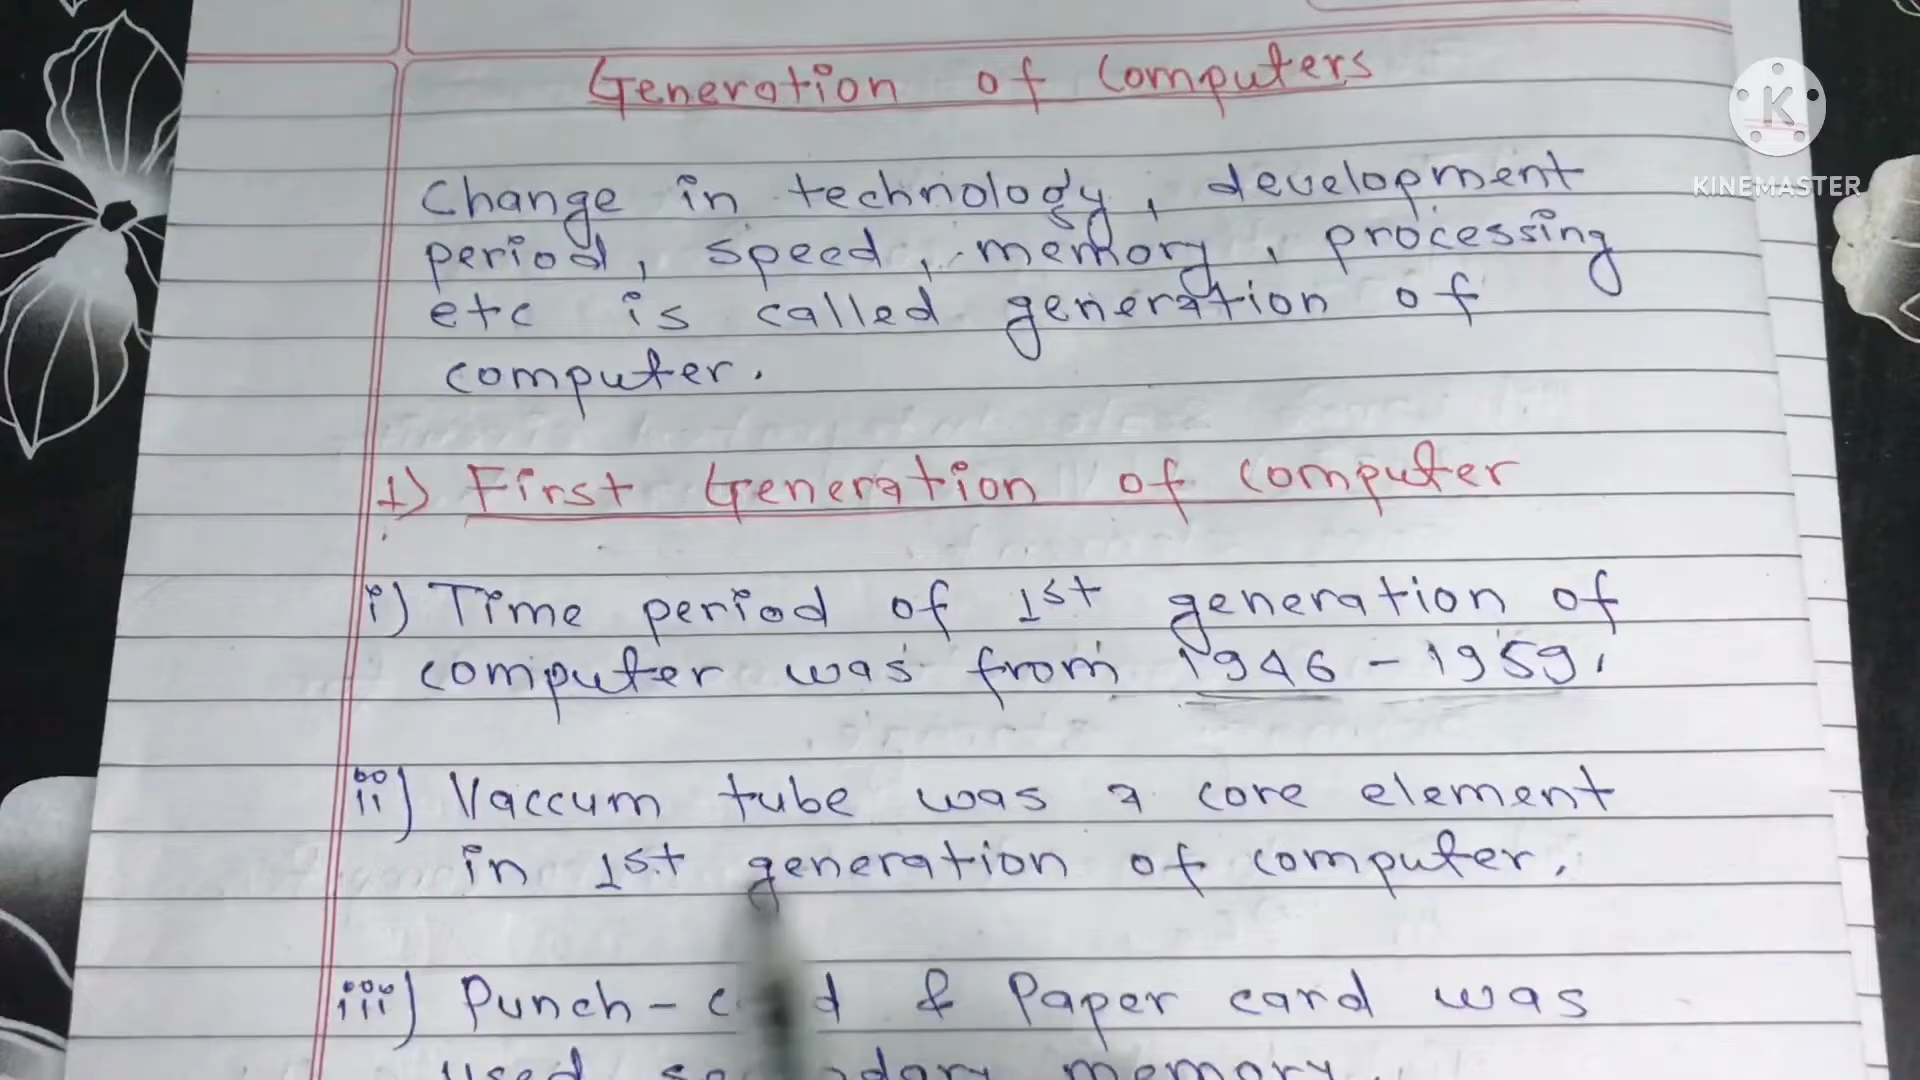 Generation of Computers
K
KINEMASTER
Change in technology, development
period, speed, memory, processing
etc is called generation of
computer.
1) First Generation of computer
i) Time period of 1st generation of
computer was from 1946 - 1959.
ii) Vaccum tube was a core element
in 1st generation of computer.
iii) Punch- & Paper card was
used memory.